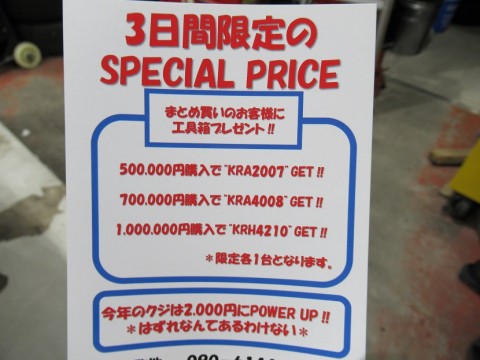 3日間限定の
SPECIAL PRICE
まとめ買いのお客様に
工具箱プレゼント!!
500.000円購入で"KRA2007"GET!!
700.000円購入で"KRA4008"GET!!
1.000.000円購入で"KRH4210"GET!!
*限定各1台となります。
今年のクジは2.000円にPOWER UP!!
*はずれなんてあるわけない*